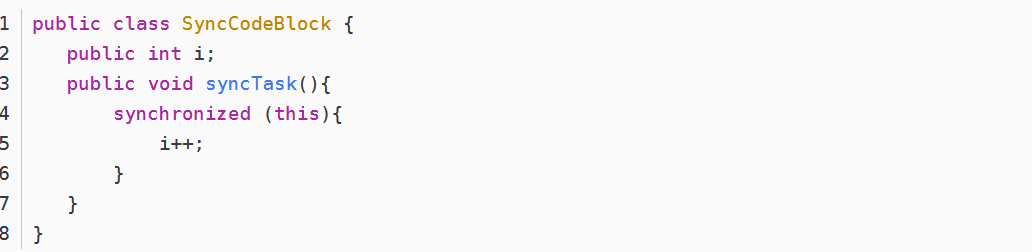 1 public class SyncCodeBlock {
2 public int i;
3 public void syncTask(){
4 synchronized (this){
5 i++;
6 }
7 }
8 }